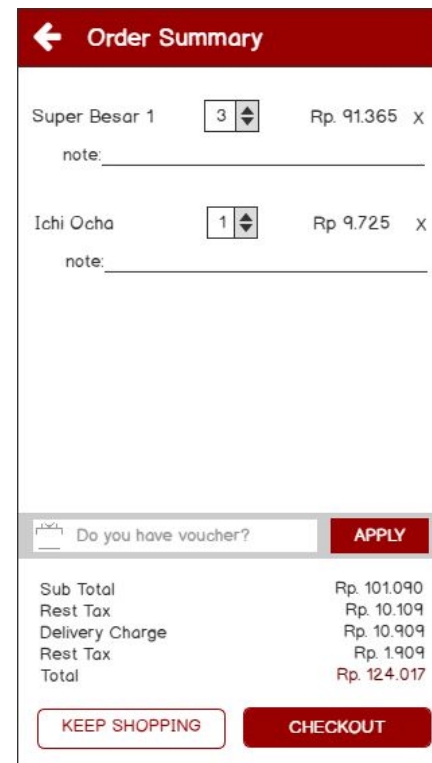 Order Summary
Super Besar 1 3 Rp. 91.365 X
note:
Ichi Ocha 1 Rp 9.725 X
note:
Do you have voucher? APPLY
Sub Total Rp. 101.090
Rest Tax Rp. 10.109
Delivery Charge Rp. 10.909
Rest Tax Rp. 1.909
Total Rp. 124.017
KEEP SHOPPING CHECKOUT